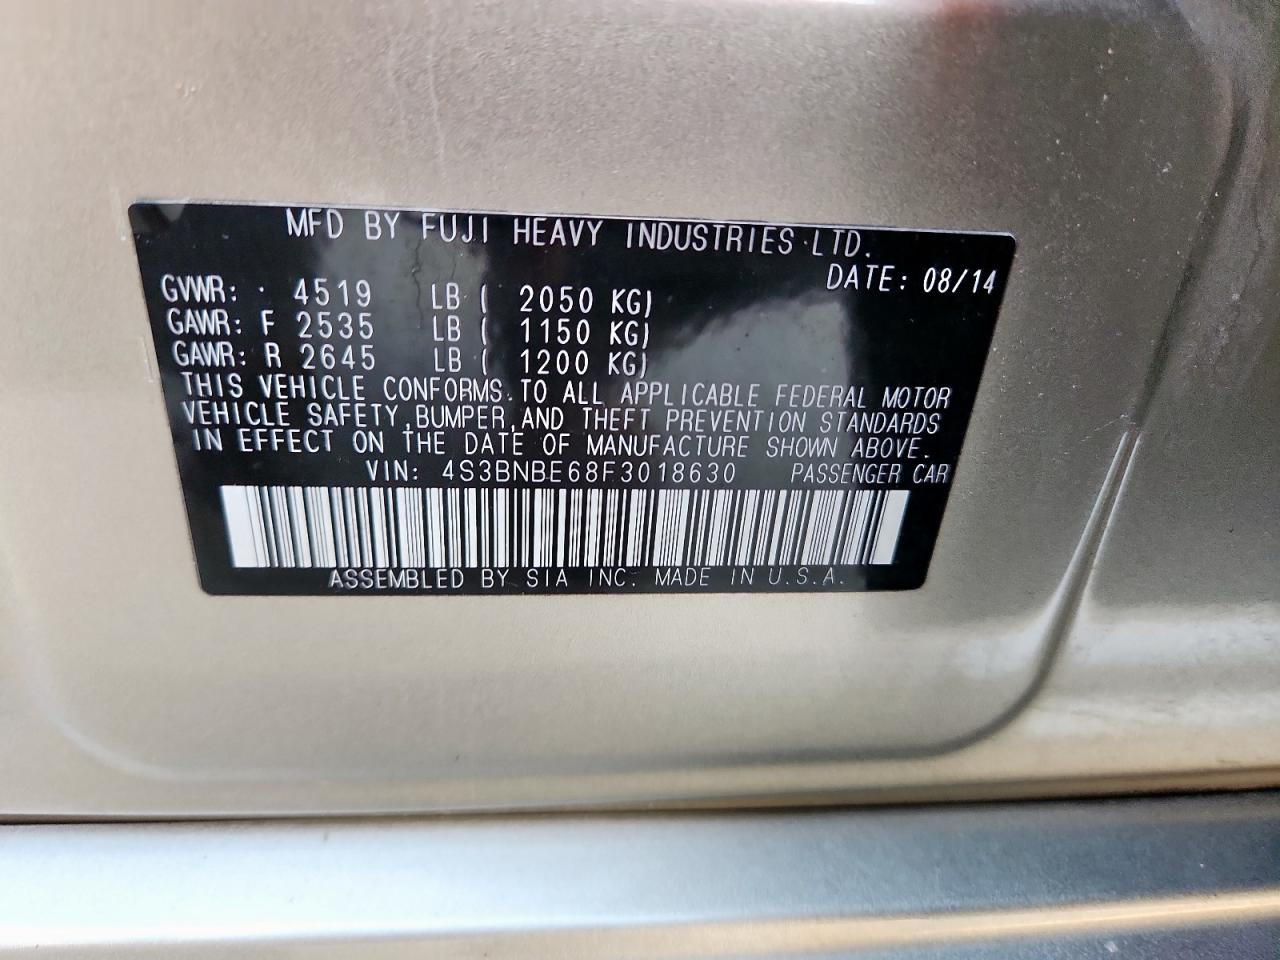 MFD BY FUJI HEAVY INDUSTRIES LTD.
DATE: 08/14
GVWR: 4519 LB ( 2050 KG)
GAWR: F 2535 LB ( 1150 KG)
GAWR: R 2645 LB ( 1200 KG)
THIS VEHICLE CONFORMS TO ALL APPLICABLE FEDERAL MOTOR
VEHICLE SAFETY, BUMPER, AND THEFT PREVENTION STANDARDS
IN EFFECT ON THE DATE OF MANUFACTURE SHOWN ABOVE.
VIN: 4S3BNBE68F3018630 PASSENGER CAR
ASSEMBLED BY SIA INC. MADE IN U.S.A.